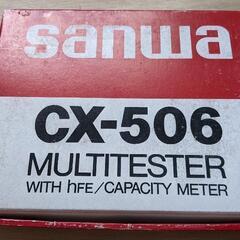 sanwa
CX-506
MULTITESTER
WITH hFE/CAPACITY METER